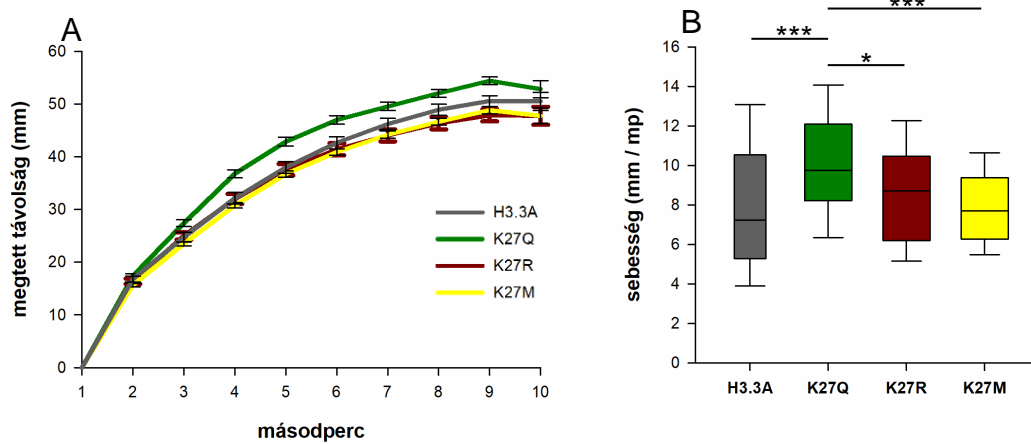 A
60
50
40
30
20
10
0
megtett távolság (mm)
H3.3A
K27Q
K27R
K27M
1 2 3 4 5 6 7 8 9 10
másodperc
B
***
***
*
16
14
12
10
8
6
4
2
0
sebesség (mm / mp)
H3.3A K27Q K27R K27M